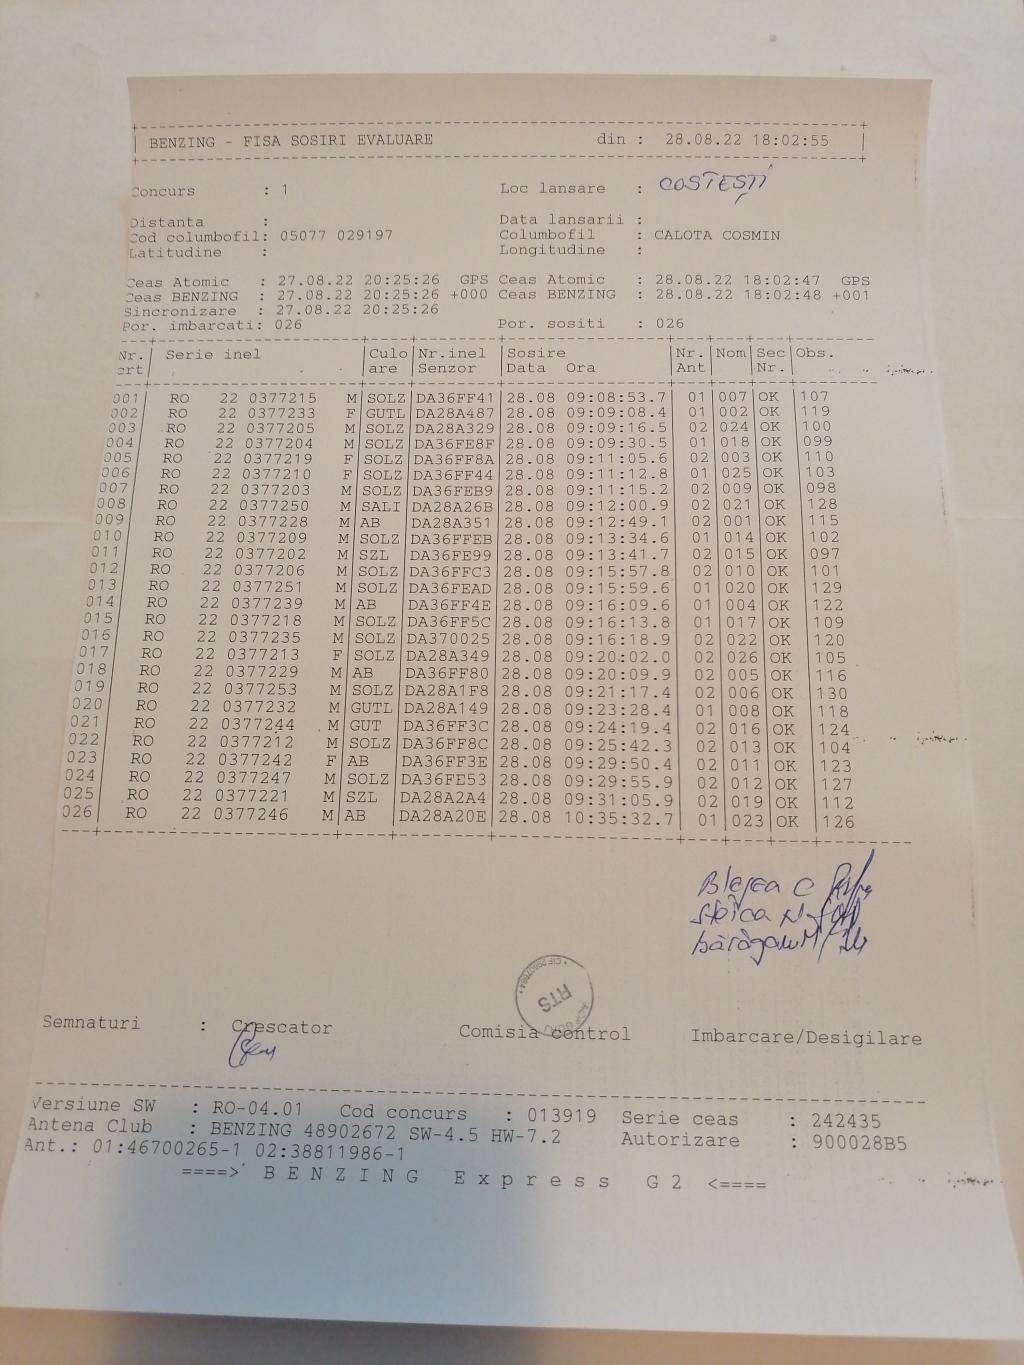 BENZING - FISA SOSIRI EVALUARE din : 28.08.22 18:02:55
Concurs : 1 Loc lansare : COSTEȘTI
Distanta : Data lansarii :
Cod columbofil: 05077 029197 Columbofil : CALOTA COSMIN
Latitudine : Longitudine :
Ceas Atomic : 27.08.22 20:25:26 GPS Ceas Atomic : 28.08.22 18:02:47 GPS
Ceas BENZING : 27.08.22 20:25:26 +000 Ceas BENZING : 28.08.22 18:02:48 +001
Sincronizare : 27.08.22 20:25:26
Por. imbarcati: 026 Por. sositi : 026
Nr. Serie inel Culo Nr.inel Sosire Nr. Nom Sec Obs.
crt are Senzor Data Ora Ant Nr.
001 RO 22 0377215 M SOLZ DA36FF41 28.08 09:08:53.7 01 007 OK 107
002 RO 22 0377233 F GUTL DA28A487 28.08 09:09:08.4 01 002 OK 119
003 RO 22 0377205 M SOLZ DA28A329 28.08 09:09:16.5 02 024 OK 100
004 RO 22 0377204 M SOLZ DA36FE8F 28.08 09:09:30.5 01 018 OK 099
005 RO 22 0377219 F SOLZ DA36FF8A 28.08 09:11:05.6 02 003 OK 110
006 RO 22 0377210 F SOLZ DA36FF44 28.08 09:11:12.8 01 025 OK 103
007 RO 22 0377203 M SOLZ DA36FEB9 28.08 09:11:15.2 02 009 OK 098
008 RO 22 0377250 M SALI DA28A26B 28.08 09:12:00.9 02 021 OK 128
009 RO 22 0377228 M AB DA28A351 28.08 09:12:49.1 02 001 OK 115
010 RO 22 0377209 M SOLZ DA36FFEB 28.08 09:13:34.6 01 014 OK 102
011 RO 22 0377202 M SZL DA36FE99 28.08 09:13:41.7 02 015 OK 097
012 RO 22 0377206 M SOLZ DA36FFC3 28.08 09:15:57.8 02 010 OK 101
013 RO 22 0377251 M SOLZ DA36FEAD 28.08 09:15:59.6 01 020 OK 129
014 RO 22 0377239 M AB DA36FF4E 28.08 09:16:09.6 01 004 OK 122
015 RO 22 0377218 M SOLZ DA36FF5C 28.08 09:16:13.8 01 017 OK 109
016 RO 22 0377235 M SOLZ DA370025 28.08 09:16:18.9 02 022 OK 120
017 RO 22 0377213 F SOLZ DA28A349 28.08 09:20:02.0 02 026 OK 105
018 RO 22 0377229 M AB DA36FF80 28.08 09:20:09.9 02 005 OK 116
019 RO 22 0377253 M SOLZ DA28A1F8 28.08 09:21:17.4 02 006 OK 130
020 RO 22 0377232 M GUTL DA28A149 28.08 09:23:28.4 01 008 OK 118
021 RO 22 0377244 M GUT DA36FF3C 28.08 09:24:19.4 02 016 OK 124
022 RO 22 0377212 M SOLZ DA36FF8C 28.08 09:25:42.3 02 013 OK 104
023 RO 22 0377242 F AB DA36FF3E 28.08 09:29:50.4 02 011 OK 123
024 RO 22 0377247 M SOLZ DA36FE53 28.08 09:29:55.9 02 012 OK 127
025 RO 22 0377221 M SZL DA28A2A4 28.08 09:31:05.9 02 019 OK 112
026 RO 22 0377246 M AB DA28A20E 28.08 10:35:32.7 01 023 OK 126
Blejea C
Stoica N
RTS
Semnaturi : Crescator Comisia control Imbarcare/Desigilare
Versiune SW : RO-04.01 Cod concurs : 013919 Serie ceas : 242435
Antena Club : BENZING 48902672 SW-4.5 HW-7.2 Autorizare : 900028B5
Ant.: 01:46700265-1 02:38811986-1
====> BENZING Express G2 <====